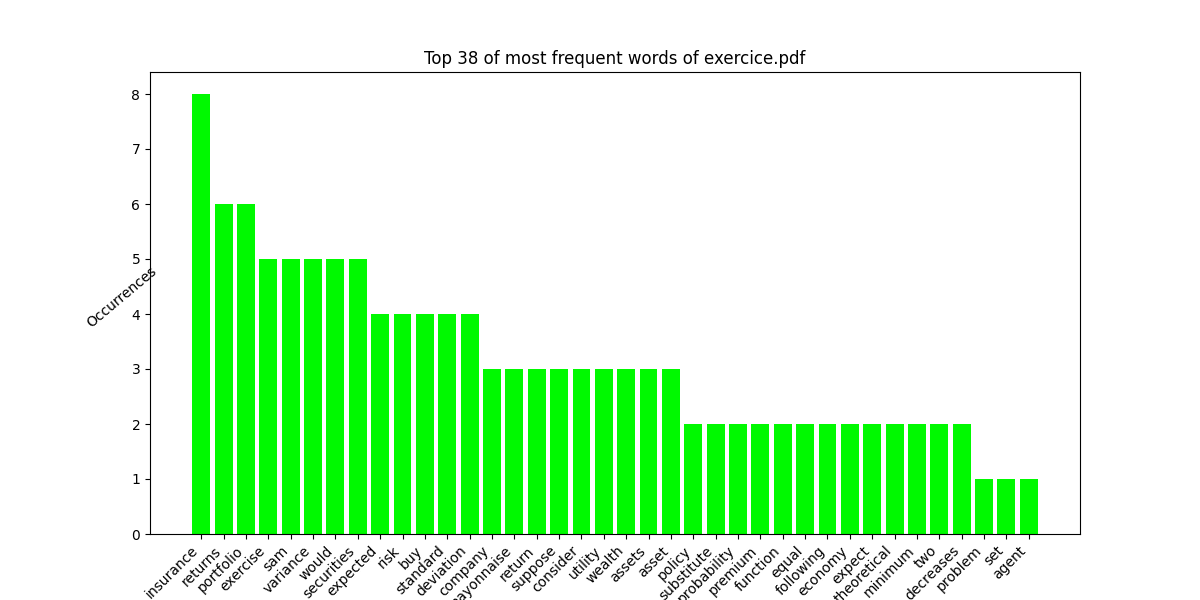 Top 38 of most frequent words of exercice.pdf
Occurrences
8
7
6
5
4
3
2
1
0
insurance
returns
portfolio
exercise
sam
variance
would
securities
expected
risk
buy
standard
deviation
company
ayonnaise
return
suppose
consider
utility
wealth
assets
asset
policy
substitute
probability
premium
function
equal
following
economy
expect
theoretical
minimum
two
decreases
problem
set
agent